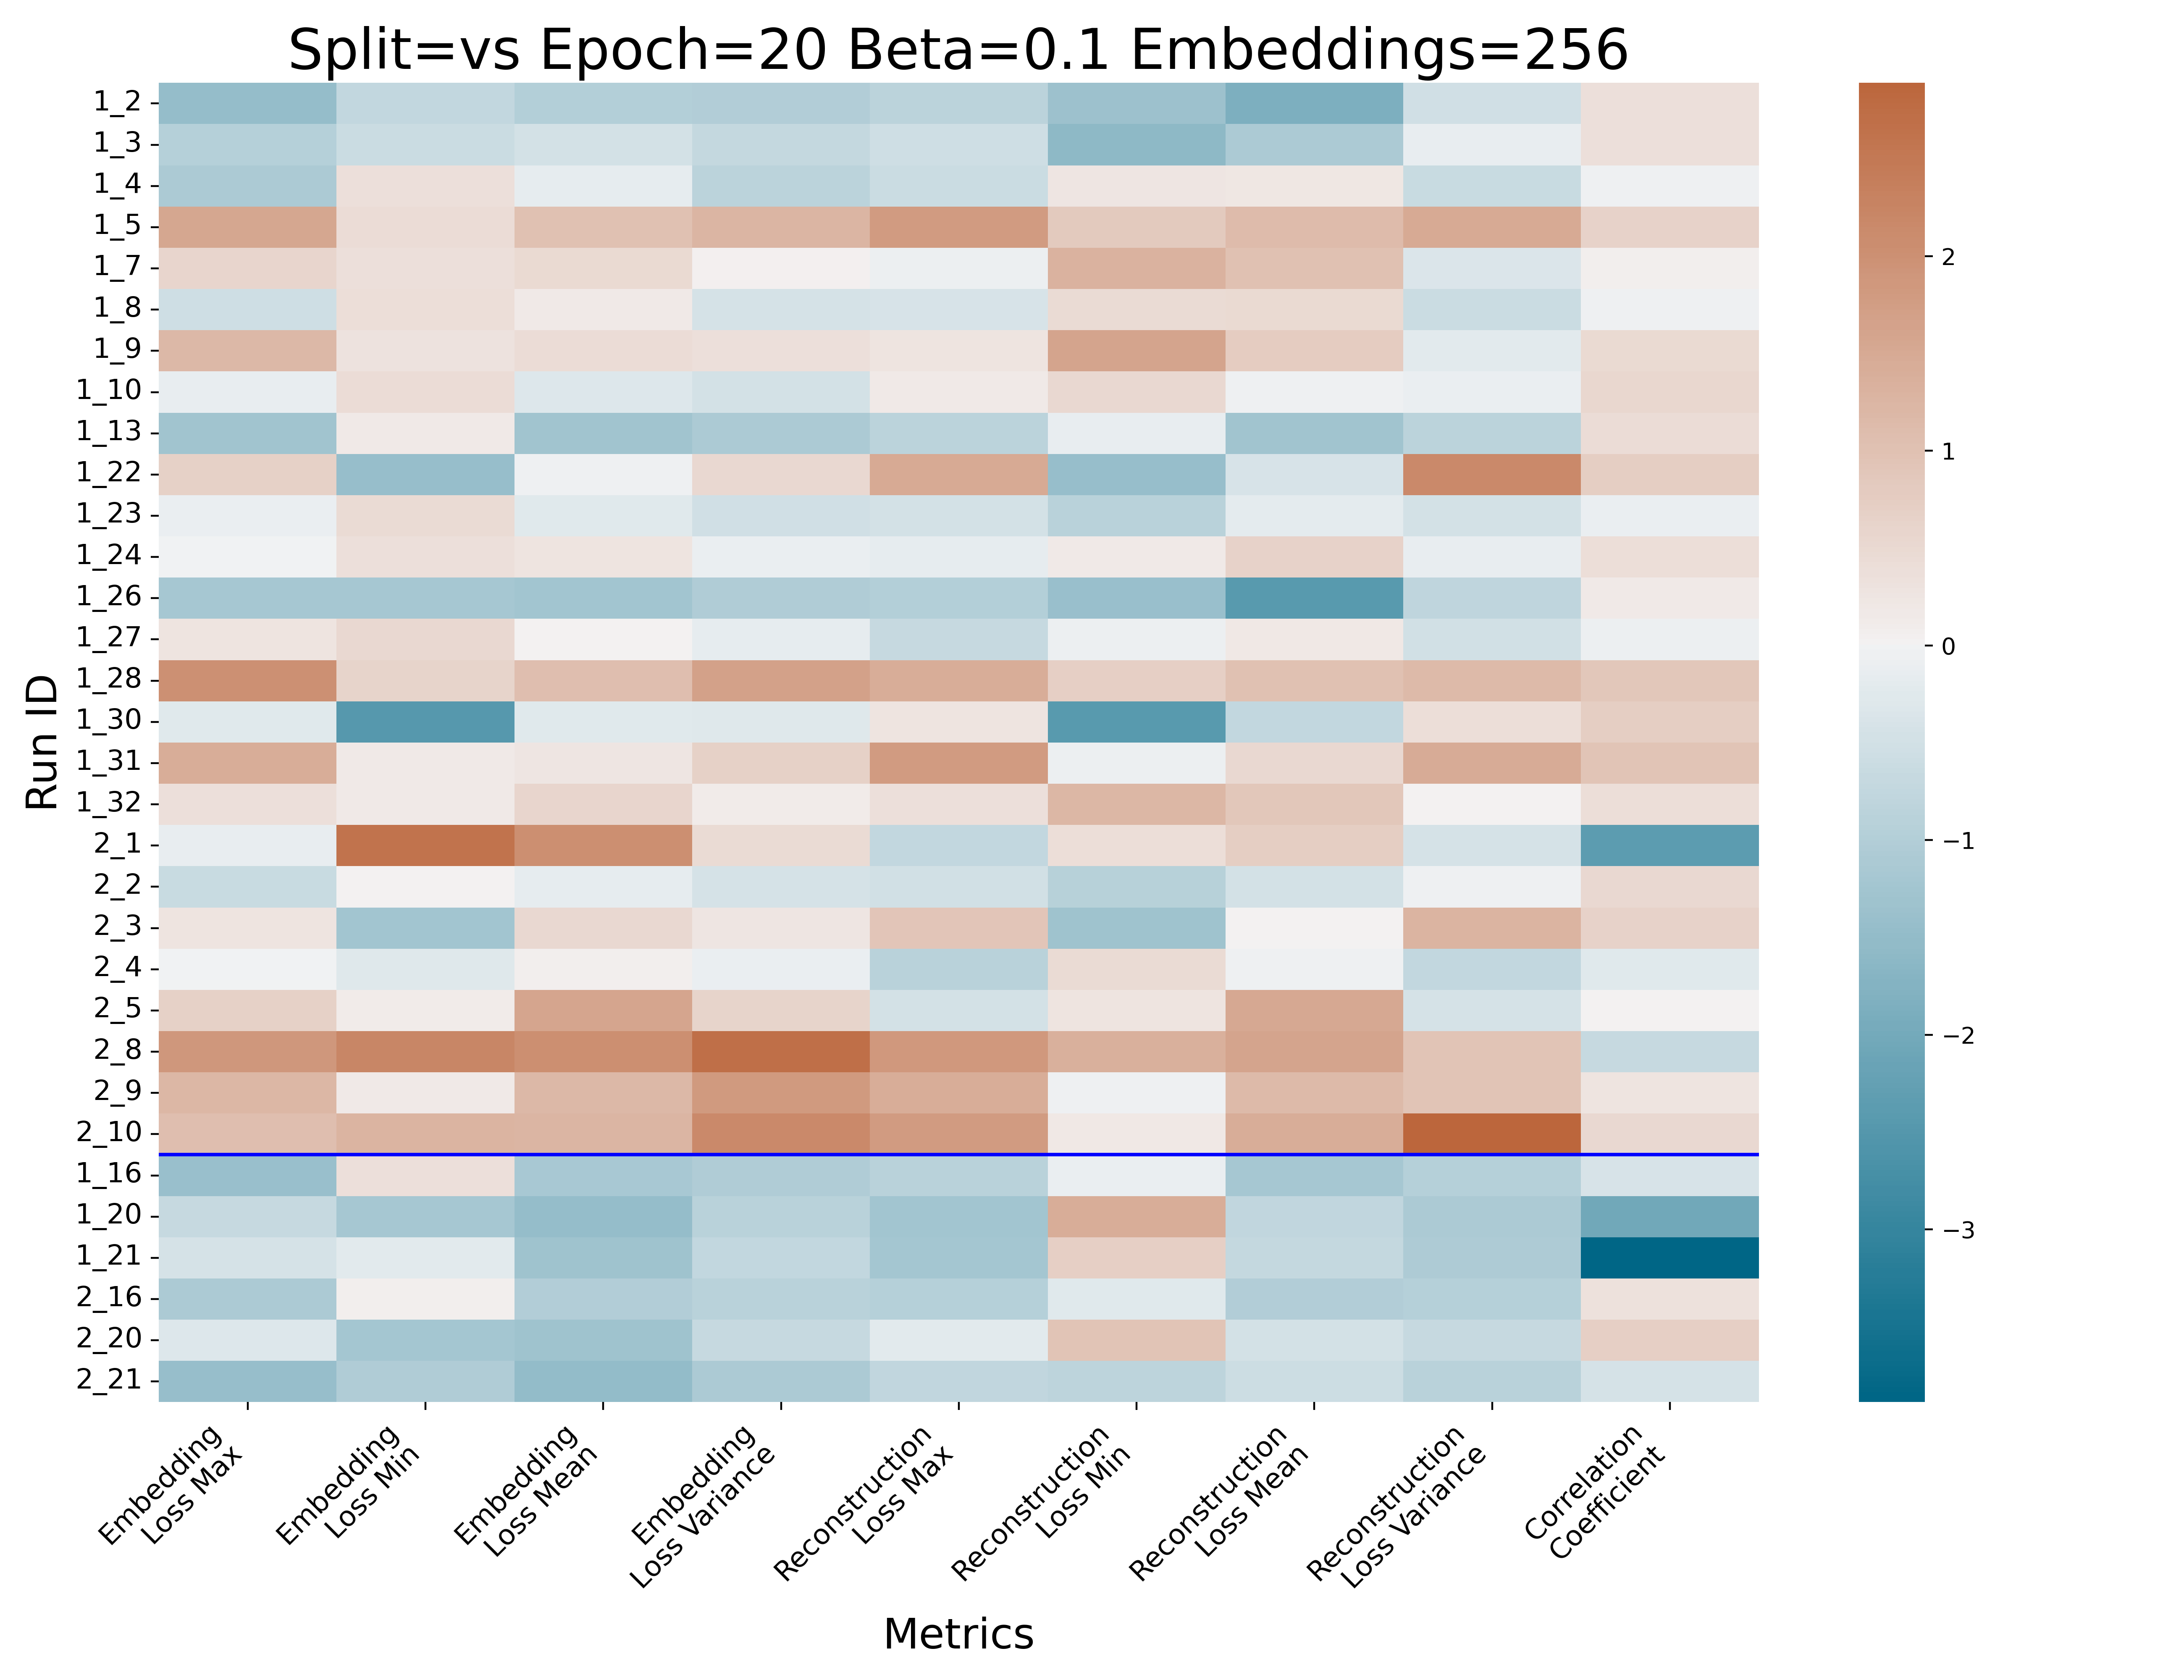 Split=vs Epoch=20 Beta=0.1 Embeddings=256
Run ID
1_2
1_3
1_4
1_5
1_7
1_8
1_9
1_10
1_13
1_22
1_23
1_24
1_26
1_27
1_28
1_30
1_31
1_32
2_1
2_2
2_3
2_4
2_5
2_8
2_9
2_10
1_16
1_20
1_21
2_16
2_20
2_21
Embedding
Loss Max
Embedding
Loss Min
Embedding
Loss Mean
Embedding
Loss Variance
Reconstruction
Loss Max
Reconstruction
Loss Min
Reconstruction
Loss Mean
Reconstruction
Loss Variance
Correlation
Coefficient
Metrics
2
1
0
−1
−2
−3